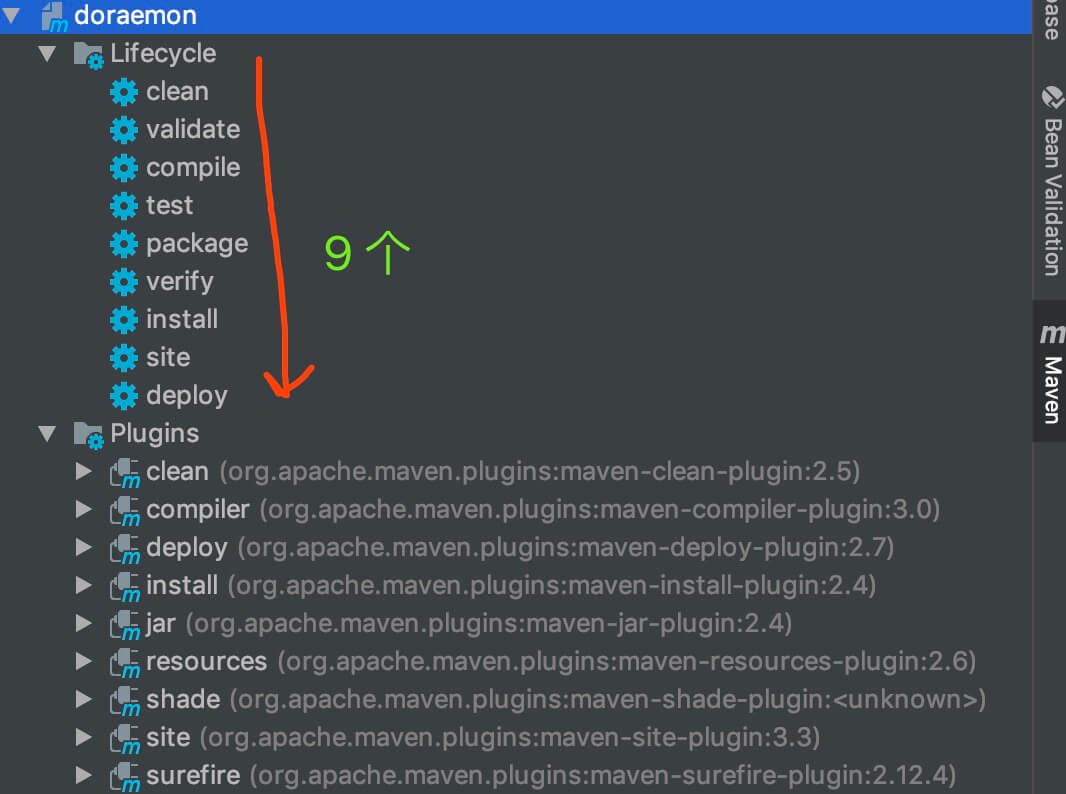 doraemon
Lifecycle
clean
validate
compile
test
package
verify
install
site
deploy
9 个
Plugins
clean (org.apache.maven.plugins:maven-clean-plugin:2.5)
compiler (org.apache.maven.plugins:maven-compiler-plugin:3.0)
deploy (org.apache.maven.plugins:maven-deploy-plugin:2.7)
install (org.apache.maven.plugins:maven-install-plugin:2.4)
jar (org.apache.maven.plugins:maven-jar-plugin:2.4)
resources (org.apache.maven.plugins:maven-resources-plugin:2.6)
shade (org.apache.maven.plugins:maven-shade-plugin:<unknown>)
site (org.apache.maven.plugins:maven-site-plugin:3.3)
surefire (org.apache.maven.plugins:maven-surefire-plugin:2.12.4)
base
Bean Validation
m Maven